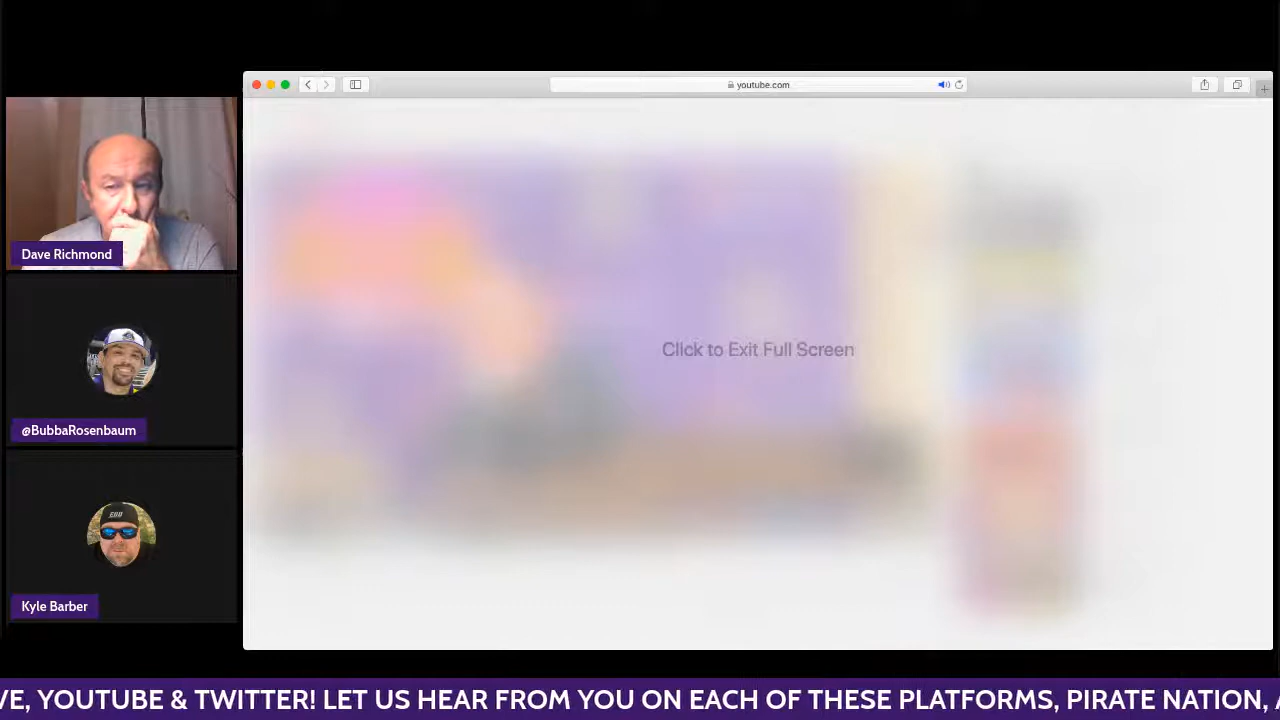 youtube.com
Dave Richmond
Click to Exit Full Screen
@BubbaRosenbaum
EBB
Kyle Barber
VE, YOUTUBE & TWITTER! LET US HEAR FROM YOU ON EACH OF THESE PLATFORMS, PIRATE NATION,